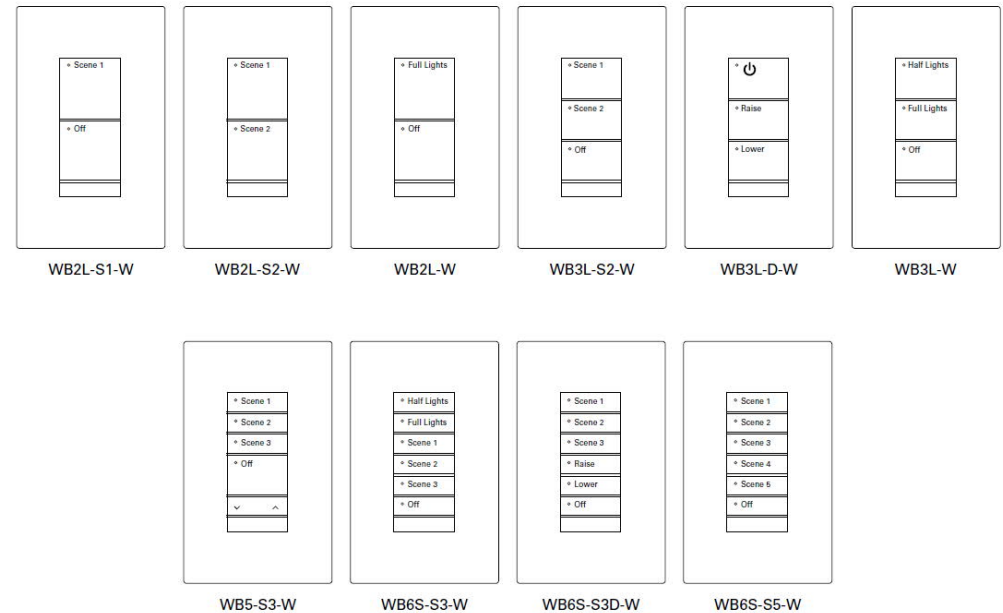 Scene 1
Off
WB2L-S1-W
Scene 1
Scene 2
WB2L-S2-W
Full Lights
Off
WB2L-W
Scene 1
Scene 2
Off
WB3L-S2-W
Raise
Lower
WB3L-D-W
Half Lights
Full Lights
Off
WB3L-W
Scene 1
Scene 2
Scene 3
Off
WB5-S3-W
Half Lights
Full Lights
Scene 1
Scene 2
Scene 3
Off
WB6S-S3-W
Scene 1
Scene 2
Scene 3
Raise
Lower
Off
WB6S-S3D-W
Scene 1
Scene 2
Scene 3
Scene 4
Scene 5
Off
WB6S-S5-W